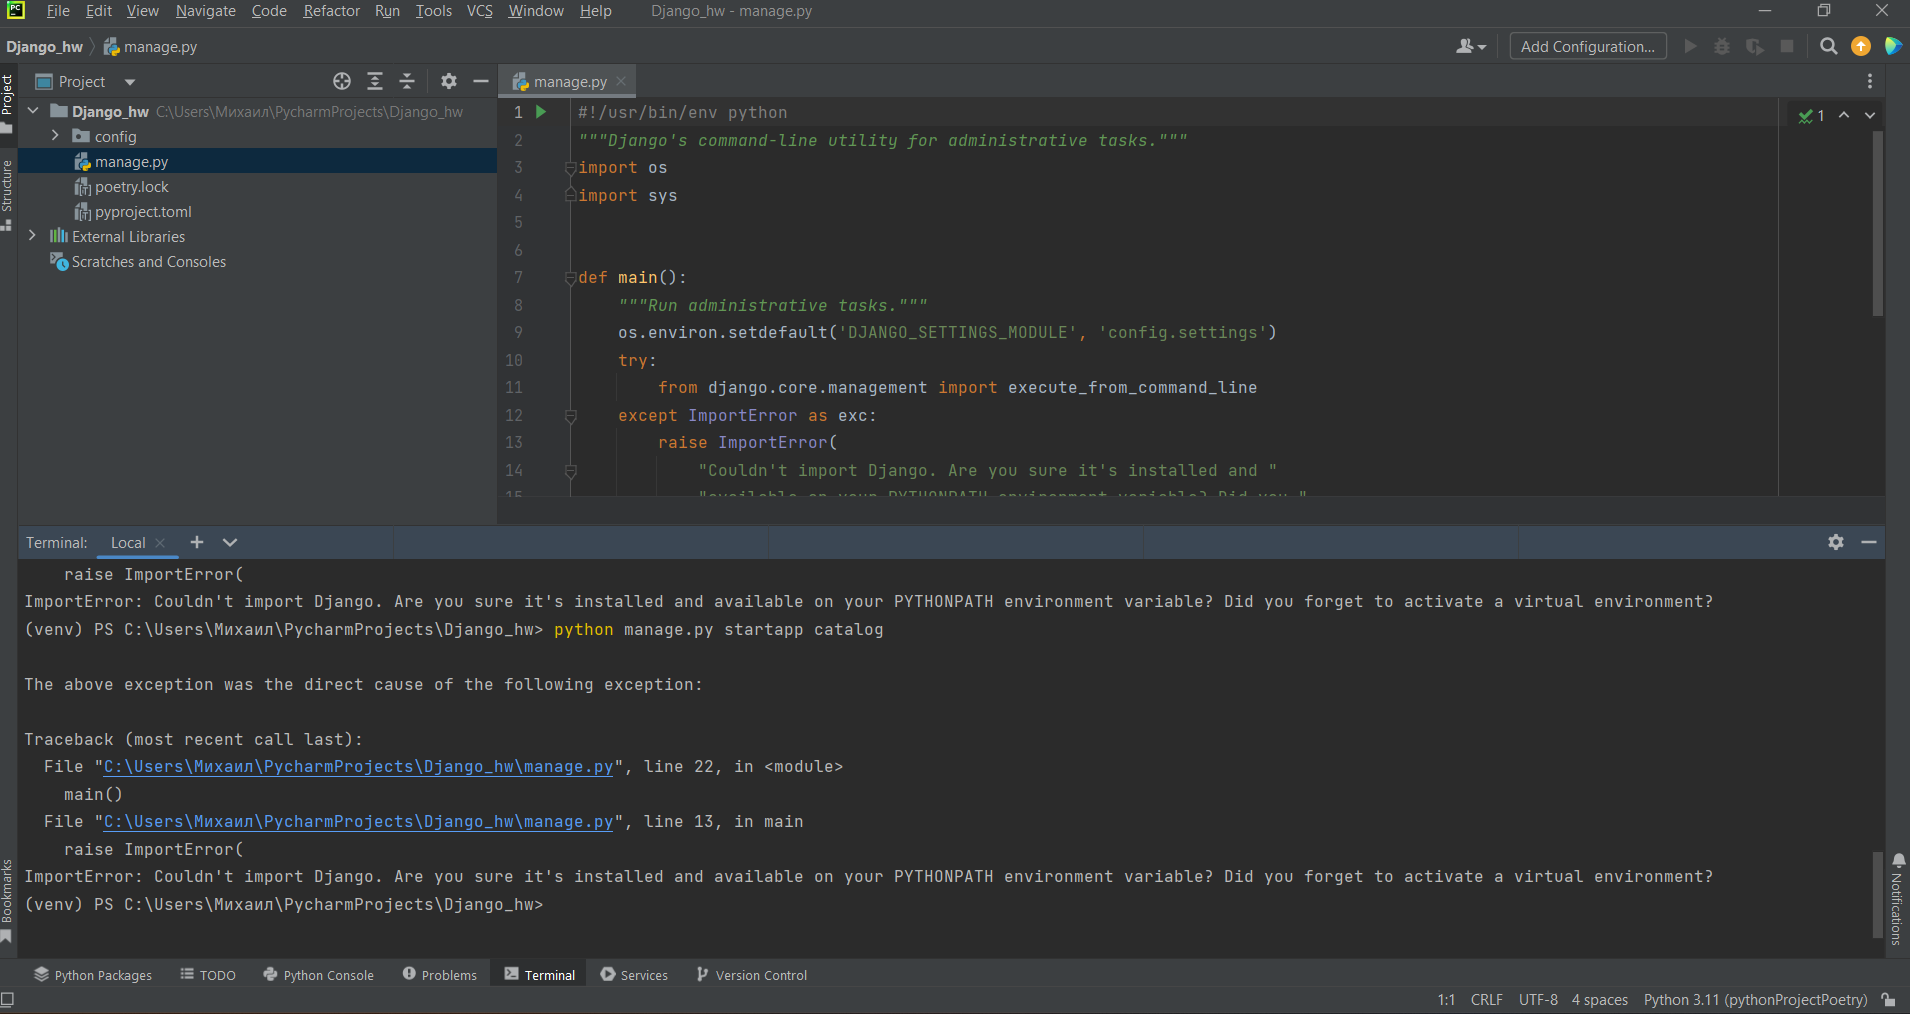 File Edit View Navigate Code Refactor Run Tools VCS Window Help Django_hw - manage.py
Django_hw manage.py Add Configuration...
Project
manage.py
Project
Structure
Bookmarks
Notifications
Django_hw C:\Users\Михаил\PycharmProjects\Django_hw
config
manage.py
poetry.lock
pyproject.toml
External Libraries
Scratches and Consoles
1 #!/usr/bin/env python
2 """Django's command-line utility for administrative tasks."""
3 import os
4 import sys
5
6
7 def main():
8 """Run administrative tasks."""
9 os.environ.setdefault('DJANGO_SETTINGS_MODULE', 'config.settings')
10 try:
11 from django.core.management import execute_from_command_line
12 except ImportError as exc:
13 raise ImportError(
14 "Couldn't import Django. Are you sure it's installed and "
15 "available on your PYTHONPATH environment variable? Did you "
1
Terminal: Local
raise ImportError(
ImportError: Couldn't import Django. Are you sure it's installed and available on your PYTHONPATH environment variable? Did you forget to activate a virtual environment?
(venv) PS C:\Users\Михаил\PycharmProjects\Django_hw> python manage.py startapp catalog
The above exception was the direct cause of the following exception:
Traceback (most recent call last):
File "C:\Users\Михаил\PycharmProjects\Django_hw\manage.py", line 22, in <module>
main()
File "C:\Users\Михаил\PycharmProjects\Django_hw\manage.py", line 13, in main
raise ImportError(
ImportError: Couldn't import Django. Are you sure it's installed and available on your PYTHONPATH environment variable? Did you forget to activate a virtual environment?
(venv) PS C:\Users\Михаил\PycharmProjects\Django_hw>
Python Packages TODO Python Console Problems Terminal Services Version Control
1:1 CRLF UTF-8 4 spaces Python 3.11 (pythonProjectPoetry)